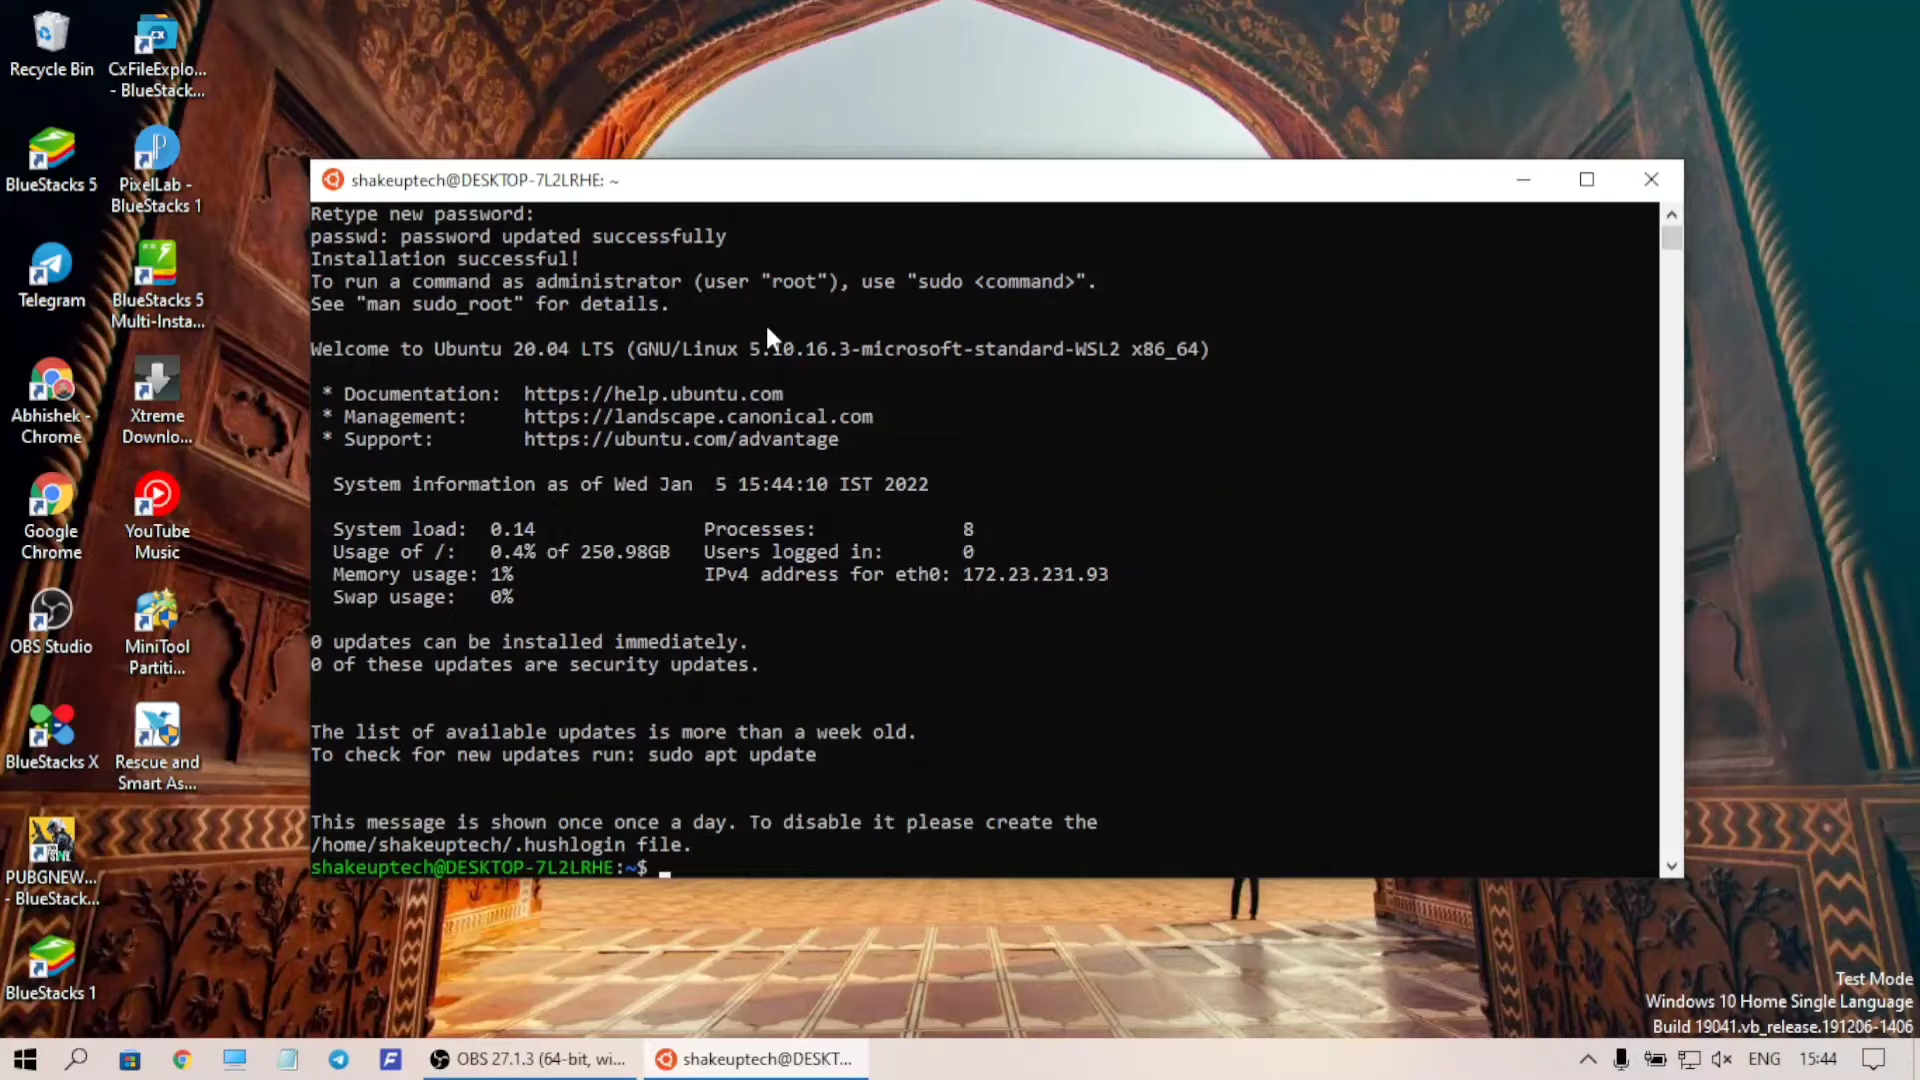 Recycle Bin
CxFileExplo...
- BlueStack...
BlueStacks 5
PixelLab -
BlueStacks 1
Telegram
BlueStacks 5
Multi-Insta...
Abhishek -
Chrome
Xtreme
Downlo...
Google
Chrome
YouTube
Music
OBS Studio
MiniTool
Partiti...
BlueStacks X
Rescue and
Smart As...
PUBGNEW...
- BlueStack...
BlueStacks 1
shakeuptech@DESKTOP-7L2LRHE: ~
Retype new password:
passwd: password updated successfully
Installation successful!
To run a command as administrator (user "root"), use "sudo <command>".
See "man sudo_root" for details.
Welcome to Ubuntu 20.04 LTS (GNU/Linux 5.10.16.3-microsoft-standard-WSL2 x86_64)
* Documentation: https://help.ubuntu.com
* Management: https://landscape.canonical.com
* Support: https://ubuntu.com/advantage
System information as of Wed Jan 5 15:44:10 IST 2022
System load: 0.14 Processes: 8
Usage of /: 0.4% of 250.98GB Users logged in: 0
Memory usage: 1% IPv4 address for eth0: 172.23.231.93
Swap usage: 0%
0 updates can be installed immediately.
0 of these updates are security updates.
The list of available updates is more than a week old.
To check for new updates run: sudo apt update
This message is shown once once a day. To disable it please create the
/home/shakeuptech/.hushlogin file.
shakeuptech@DESKTOP-7L2LRHE:~$
Test Mode
Windows 10 Home Single Language
Build 19041.vb_release.191206-1406
OBS 27.1.3 (64-bit, wi...
shakeuptech@DESKT...
ENG
15:44